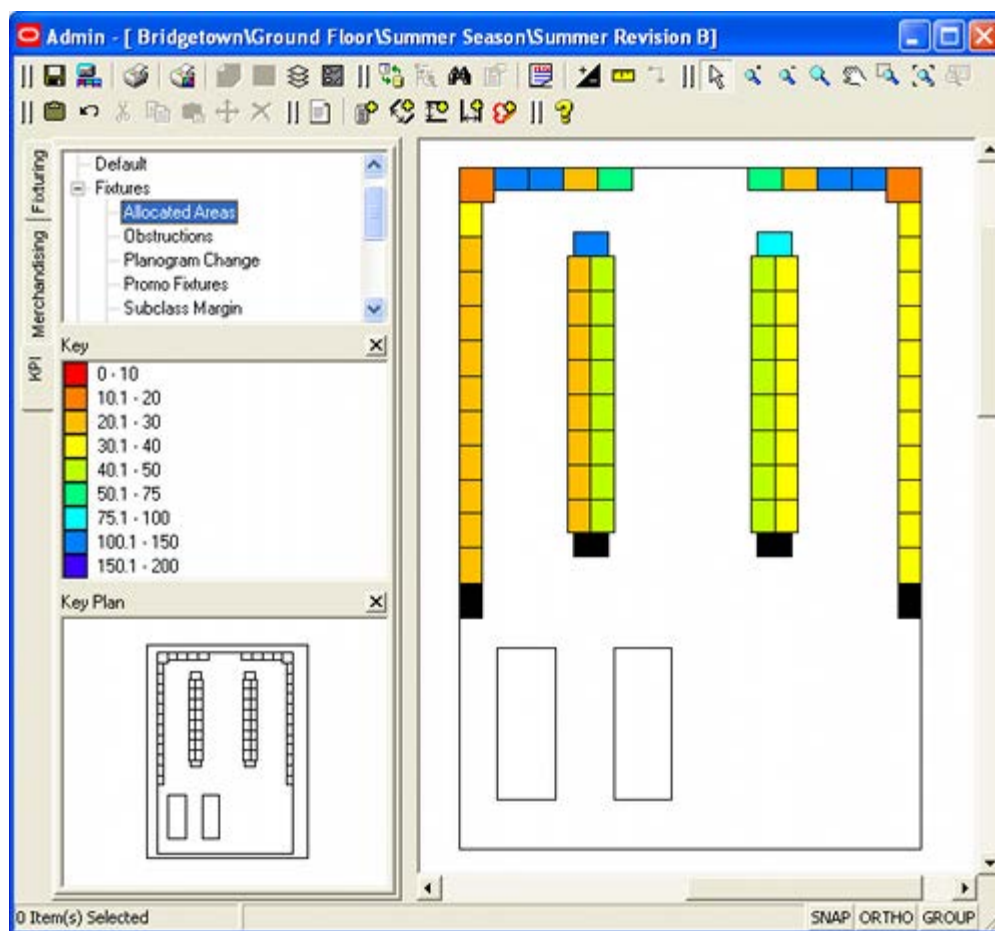 Admin - [ Bridgetown\Ground Floor\Summer Season\Summer Revision B]
Fixturing
Merchandising
KPI
Default
Fixtures
Allocated Areas
Obstructions
Planogram Change
Promo Fixtures
Subclass Margin
Key
0 - 10
10.1 - 20
20.1 - 30
30.1 - 40
40.1 - 50
50.1 - 75
75.1 - 100
100.1 - 150
150.1 - 200
Key Plan
0 Item(s) Selected
SNAP ORTHO GROUP